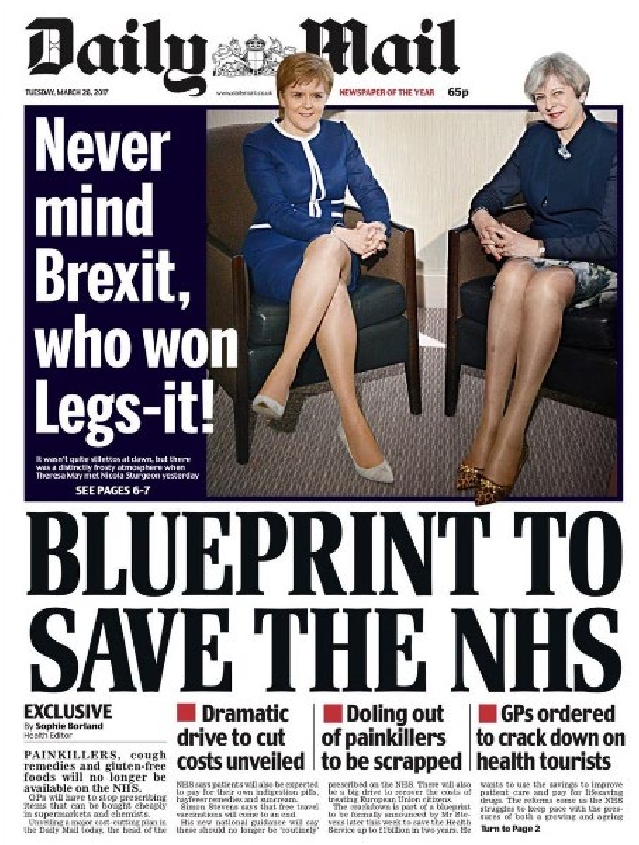 Daily Mail
TUESDAY, MARCH 28, 2017
www.dailymail.co.uk
NEWSPAPER OF THE YEAR
65p
Never
mind
Brexit,
who won
Legs-it!
It wasn't quite stilettos at dawn, but there
was a distinctly frosty atmosphere when
Theresa May met Nicola Sturgeon yesterday
SEE PAGES 6-7
BLUEPRINT TO
SAVE THE NHS
EXCLUSIVE
By Sophie Borland
Health Editor
PAINKILLERS, cough
remedies and gluten-free
foods will no longer be
available on the NHS.
GPs will have to stop prescribing
items that can be bought cheaply
in supermarkets and chemists.
Unveiling a major cost-cutting plan in
the Daily Mail today, the head of the
Dramatic
drive to cut
costs unveiled
NHS says patients will also be expected
to pay for their own indigestion pills,
hayfever remedies and suncream.
Simon Stevens says that free travel
vaccinations will come to an end.
His new national guidance will say
these should no longer be 'routinely'
Doling out
of painkillers
to be scrapped
prescribed on the NHS. There will also
be a big drive to recover the costs of
treating European Union citizens.
The crackdown is part of a blueprint
to be formally announced by Mr Ste-
vens later this week to save the Health
Service up to £1billion in two years. He
GPs ordered
to crack down on
health tourists
wants to use the savings to improve
patient care and pay for lifesaving
drugs. The reforms come as the NHS
struggles to keep pace with the pres-
sures of both a growing and ageing
Turn to Page 2